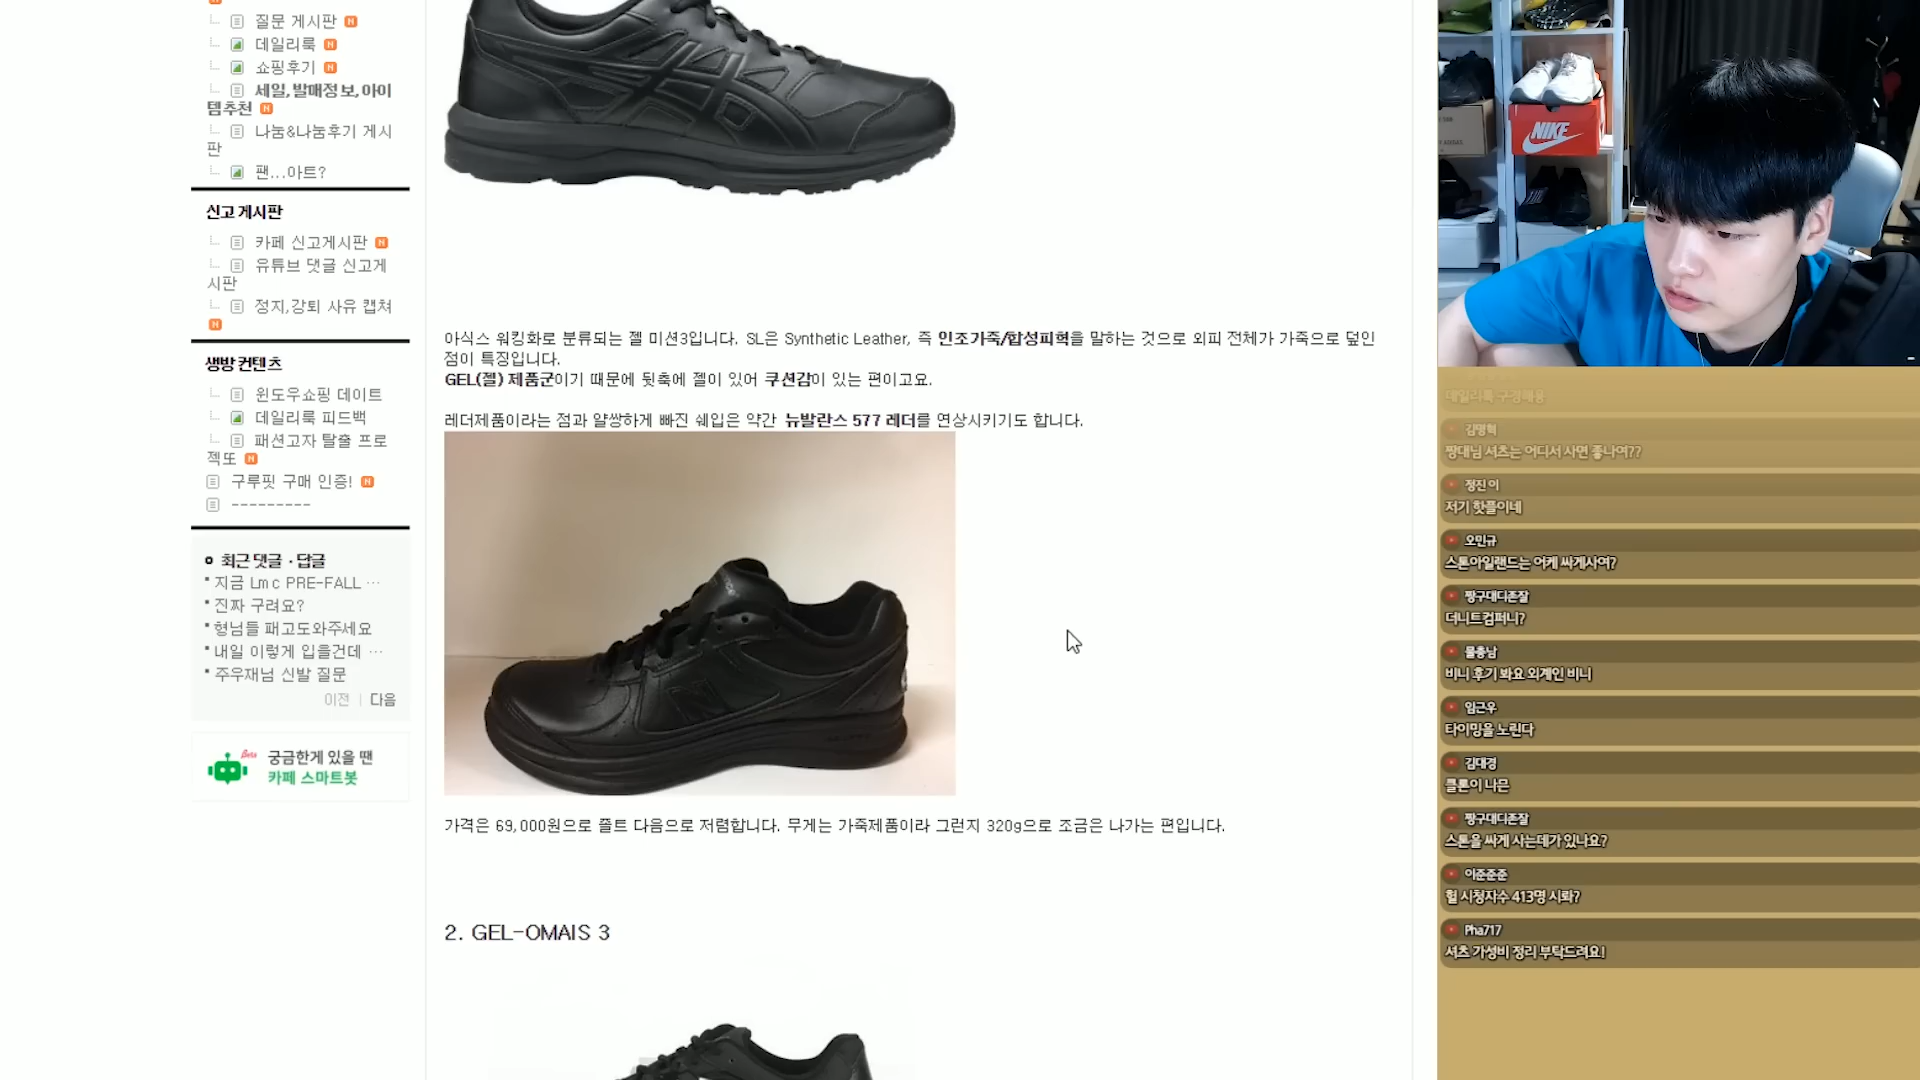 질문 게시판 N
데일리룩 N
쇼핑후기 N
세일,발매정보,아이
템추천 N
나눔&나눔후기 게시
판
팬...아트?
신고 게시판
카페 신고게시판 N
유튜브 댓글 신고게
시판
정지,강퇴 사유 캡쳐
N
생방 컨텐츠
윈도우쇼핑 데이트
데일리룩 피드백
패션고자 탈출 프로
젝또 N
구루핏 구매 인증! N
---------
최근 댓글 · 답글
지금 Lmc PRE-FALL …
진짜 구려요?
형님들 패고도와주세요
내일 이렇게 입을건데 …
주우재님 신발 질문
이전 | 다음
Beta
궁금한게 있을 땐
카페 스마트봇
아식스 워킹화로 분류되는 젤 미션3입니다. SL은 Synthetic Leather, 즉 인조가죽/합성피혁을 말하는 것으로 외피 전체가 가죽으로 덮인
점이 특징입니다.
GEL(젤) 제품군이기 때문에 뒷축에 젤이 있어 쿠션감이 있는 편이고요.
레더제품이라는 점과 얄쌍하게 빠진 쉐입은 약간 뉴발란스 577 레더를 연상시키기도 합니다.
가격은 69,000원으로 쫄트 다음으로 저렴합니다. 무게는 가죽제품이라 그런지 320g으로 조금은 나가는 편입니다.
2. GEL-OMAIS 3
NIKE
데일리룩 구경해용
김명혁
짱대님 셔츠는 어디서 사면 좋나여??
정진이
저기 핫플이네
오민규
스톤아일랜드는 어케 싸게사여?
짱구대디존잘
더니트컴퍼니?
물총남
비니 후기 봐요 외계인 비니
임근우
타이밍을 노린다
김대경
클론이 나믄
짱구대디존잘
스톤을 싸게 사는데가 있나요?
이준준준
헐 시청자수 413명 시롸?
Pha717
셔츠 가성비 정리 부탁드려요!